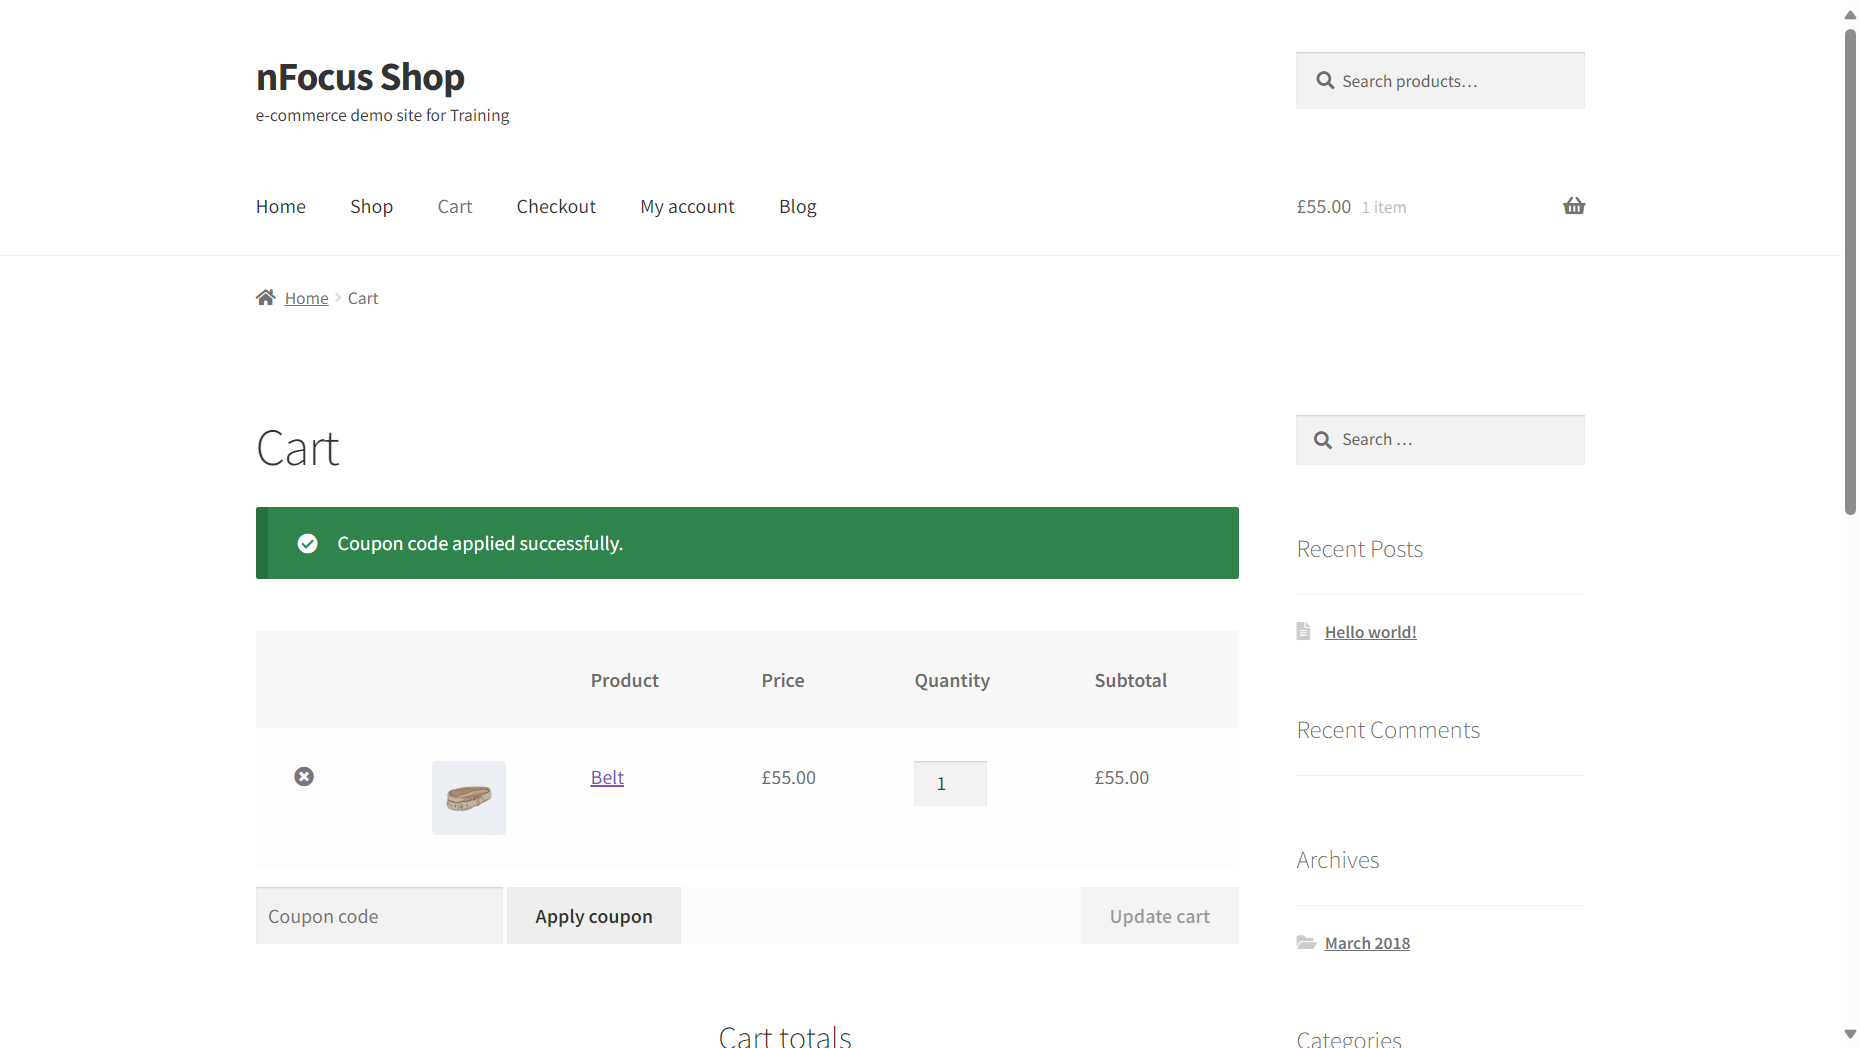 nFocus Shop
e-commerce demo site for Training
Search products…
Home Shop Cart Checkout My account Blog
£55.00 1 item
Home Cart
Cart
Coupon code applied successfully.
Product Price Quantity Subtotal
Belt £55.00 1 £55.00
Coupon code Apply coupon Update cart
Cart totals
Search …
Recent Posts
Hello world!
Recent Comments
Archives
March 2018
Categories